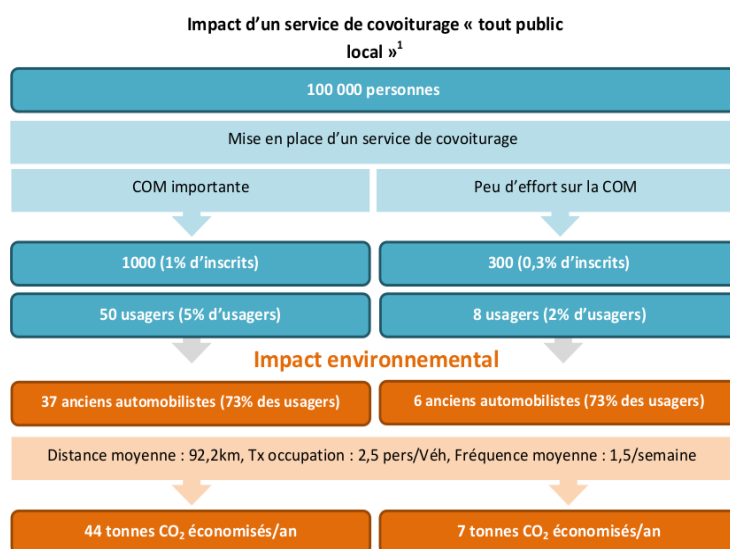 Impact d'un service de covoiturage « tout public
local »¹
100 000 personnes
Mise en place d'un service de covoiturage
COM importante
Peu d'effort sur la COM
1000 (1% d'inscrits)
300 (0,3% d'inscrits)
50 usagers (5% d'usagers)
8 usagers (2% d'usagers)
Impact environnemental
37 anciens automobilistes (73% des usagers)
6 anciens automobilistes (73% des usagers)
Distance moyenne : 92,2km, Tx occupation : 2,5 pers/Véh, Fréquence moyenne : 1,5/semaine
44 tonnes CO₂ économisés/an
7 tonnes CO₂ économisés/an